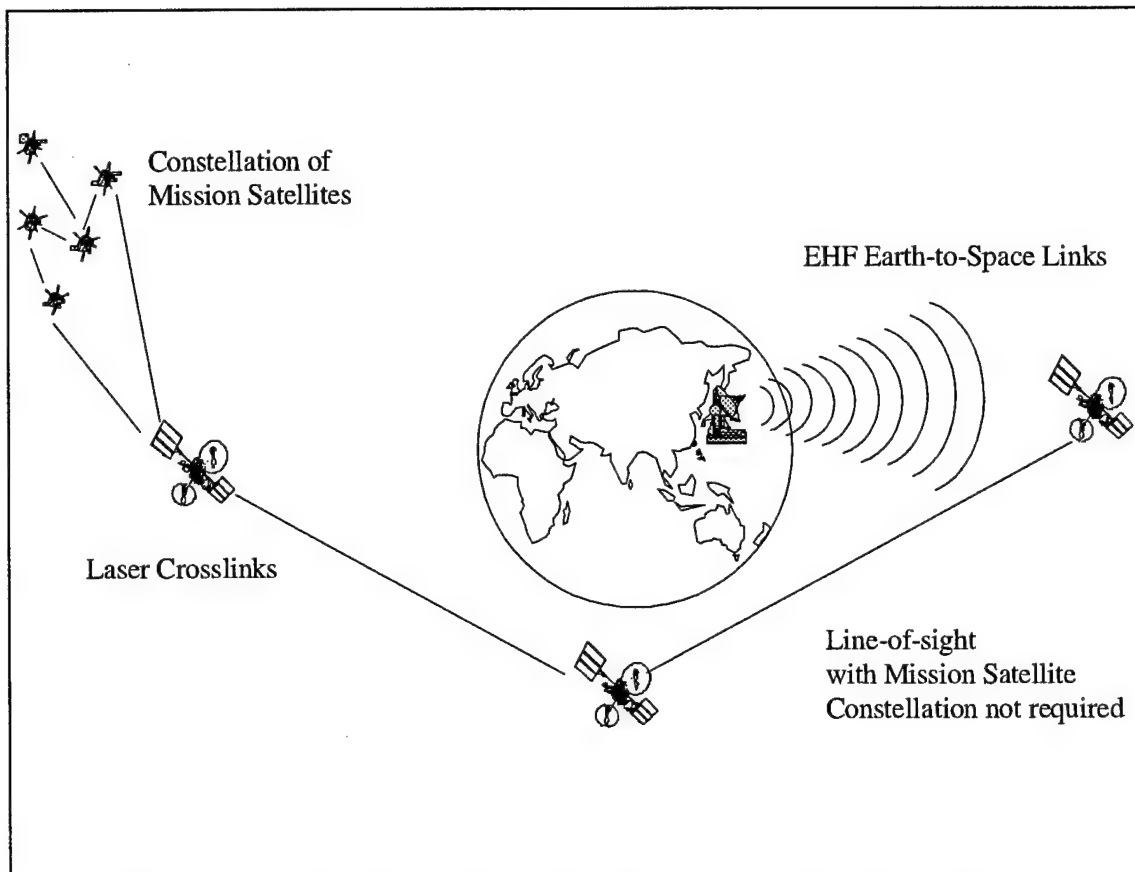 Constellation of
Mission Satellites
EHF Earth-to-Space Links
Laser Crosslinks
Line-of-sight
with Mission Satellite
Constellation not required